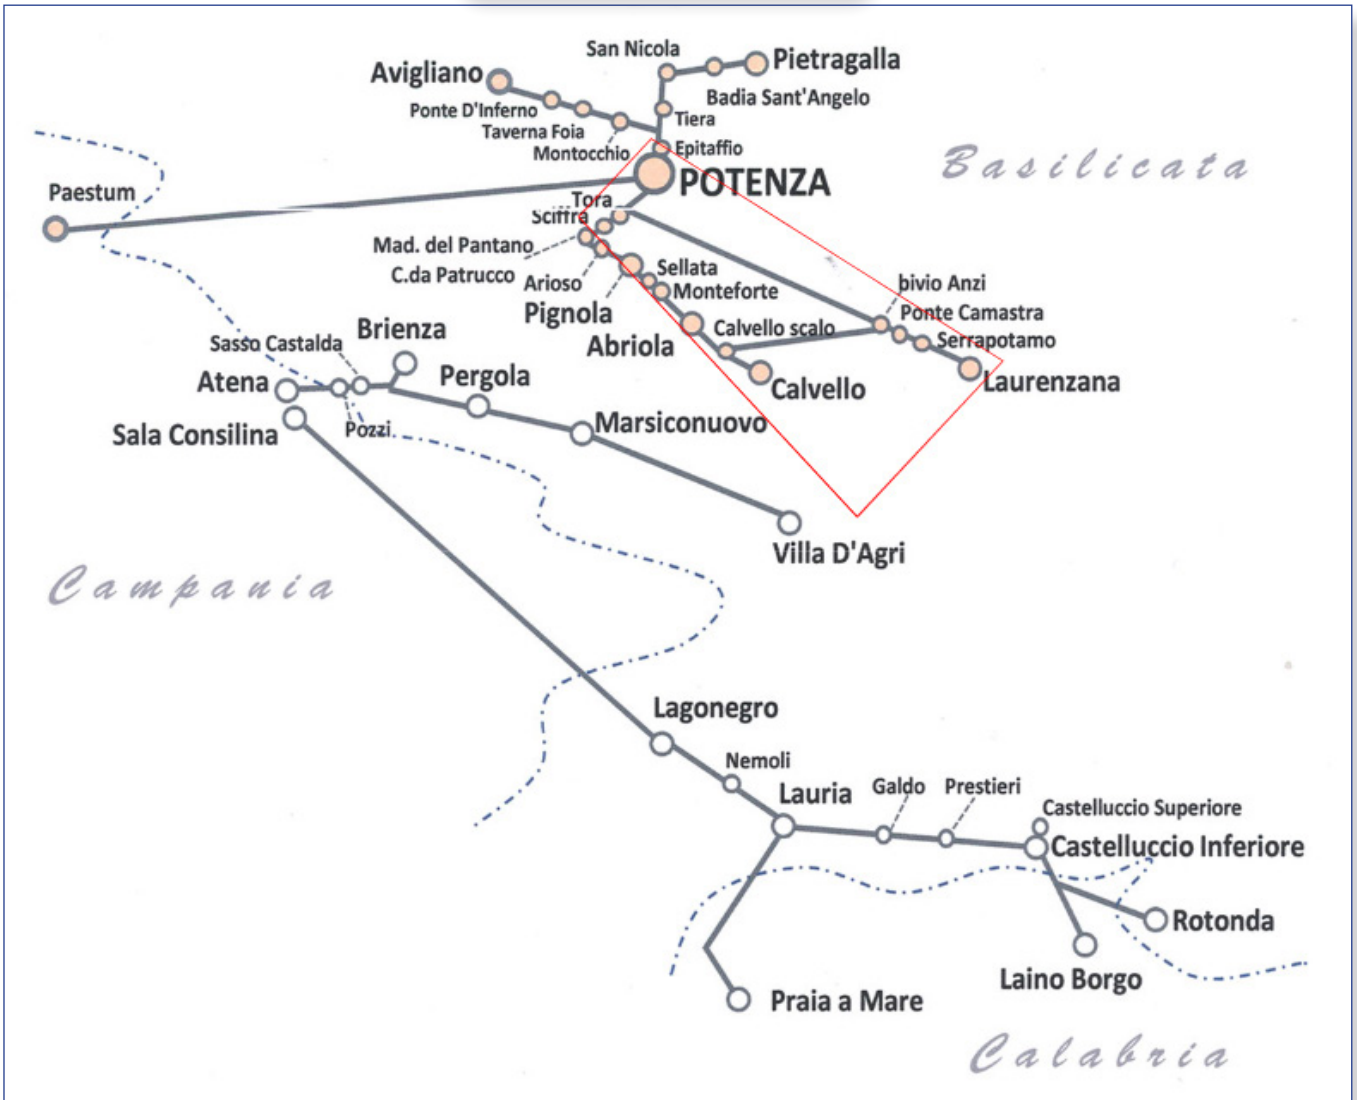 San Nicola
Pietragalla
Avigliano
Badia Sant'Angelo
Ponte D'Inferno
Tiera
Taverna Foia
Montocchio
Epitaffio
Basilicata
POTENZA
Paestum
Tora
Sciffra
Mad. del Pantano
C.da Patrucco
Sellata
Arioso
bivio Anzi
Monteforte
Pignola
Ponte Camastra
Brienza
Calvello scalo
Serrapotamo
Sasso Castalda
Abriola
Atena
Pergola
Calvello
Laurenzana
Sala Consilina
Pozzi
Marsiconuovo
Villa D'Agri
Campania
Lagonegro
Nemoli
Lauria
Galdo
Prestieri
Castelluccio Superiore
Castelluccio Inferiore
Rotonda
Laino Borgo
Praia a Mare
Calabria